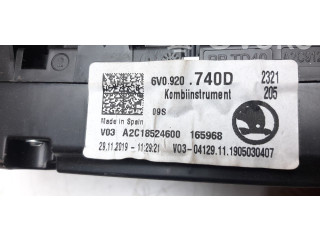 6V0.920 .740D 2321
Kombiinstrument 205
09S
Made in Spain
V03 A2C18524600 165968
29.11.2019 - 11:29:21 V03-04129.11.1905030407